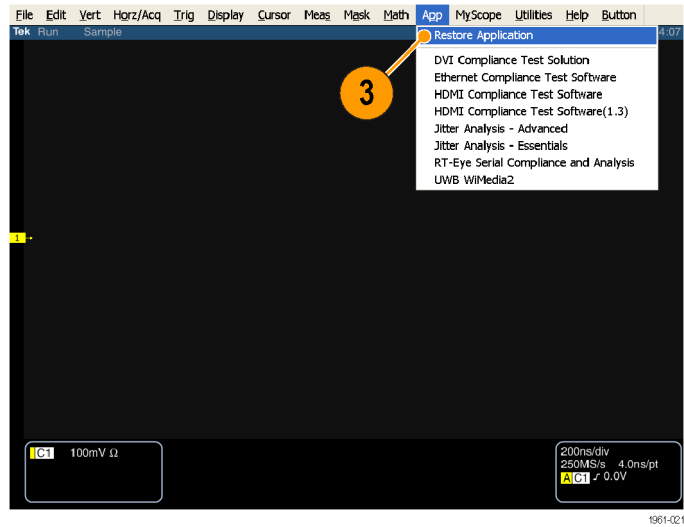 File Edit Vert Horz/Acq Trig Display Cursor Meas Mask Math App MyScope Utilities Help Button
Tek Run Sample 4:07
Restore Application
DVI Compliance Test Solution
Ethernet Compliance Test Software
HDMI Compliance Test Software
HDMI Compliance Test Software(1.3)
Jitter Analysis - Advanced
Jitter Analysis - Essentials
RT-Eye Serial Compliance and Analysis
UWB WiMedia2
3
1
C1 100mV Ω
200ns/div
250MS/s 4.0ns/pt
A C1 0.0V
1961-021